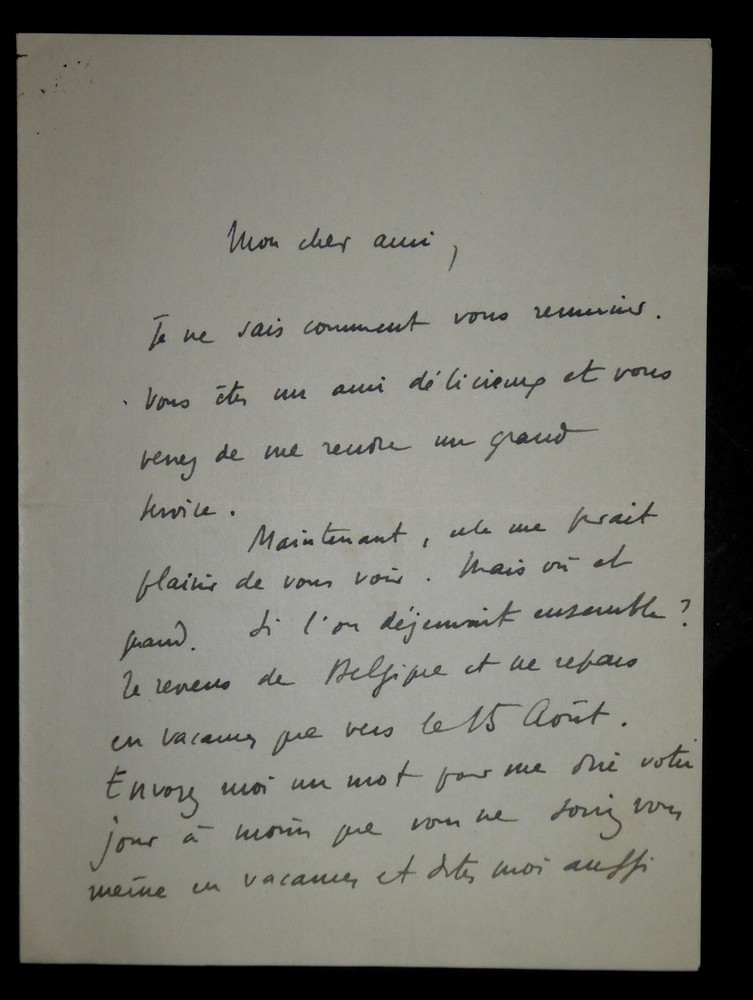 Mon cher ami,
Je ne sais comment vous remercier.
Vous êtes un ami délicieux et vous
venez de me rendre un grand
service.
Maintenant, cela me ferait
plaisir de vous voir. Mais où et
quand. Si l'on déjeunait ensemble ?
Je reviens de Belgique et ne repars
en vacances que vers le 15 Août.
Envoyez moi un mot pour me dire votre
jour à moins que vous ne soyez vous
même en vacances et dites moi aussi